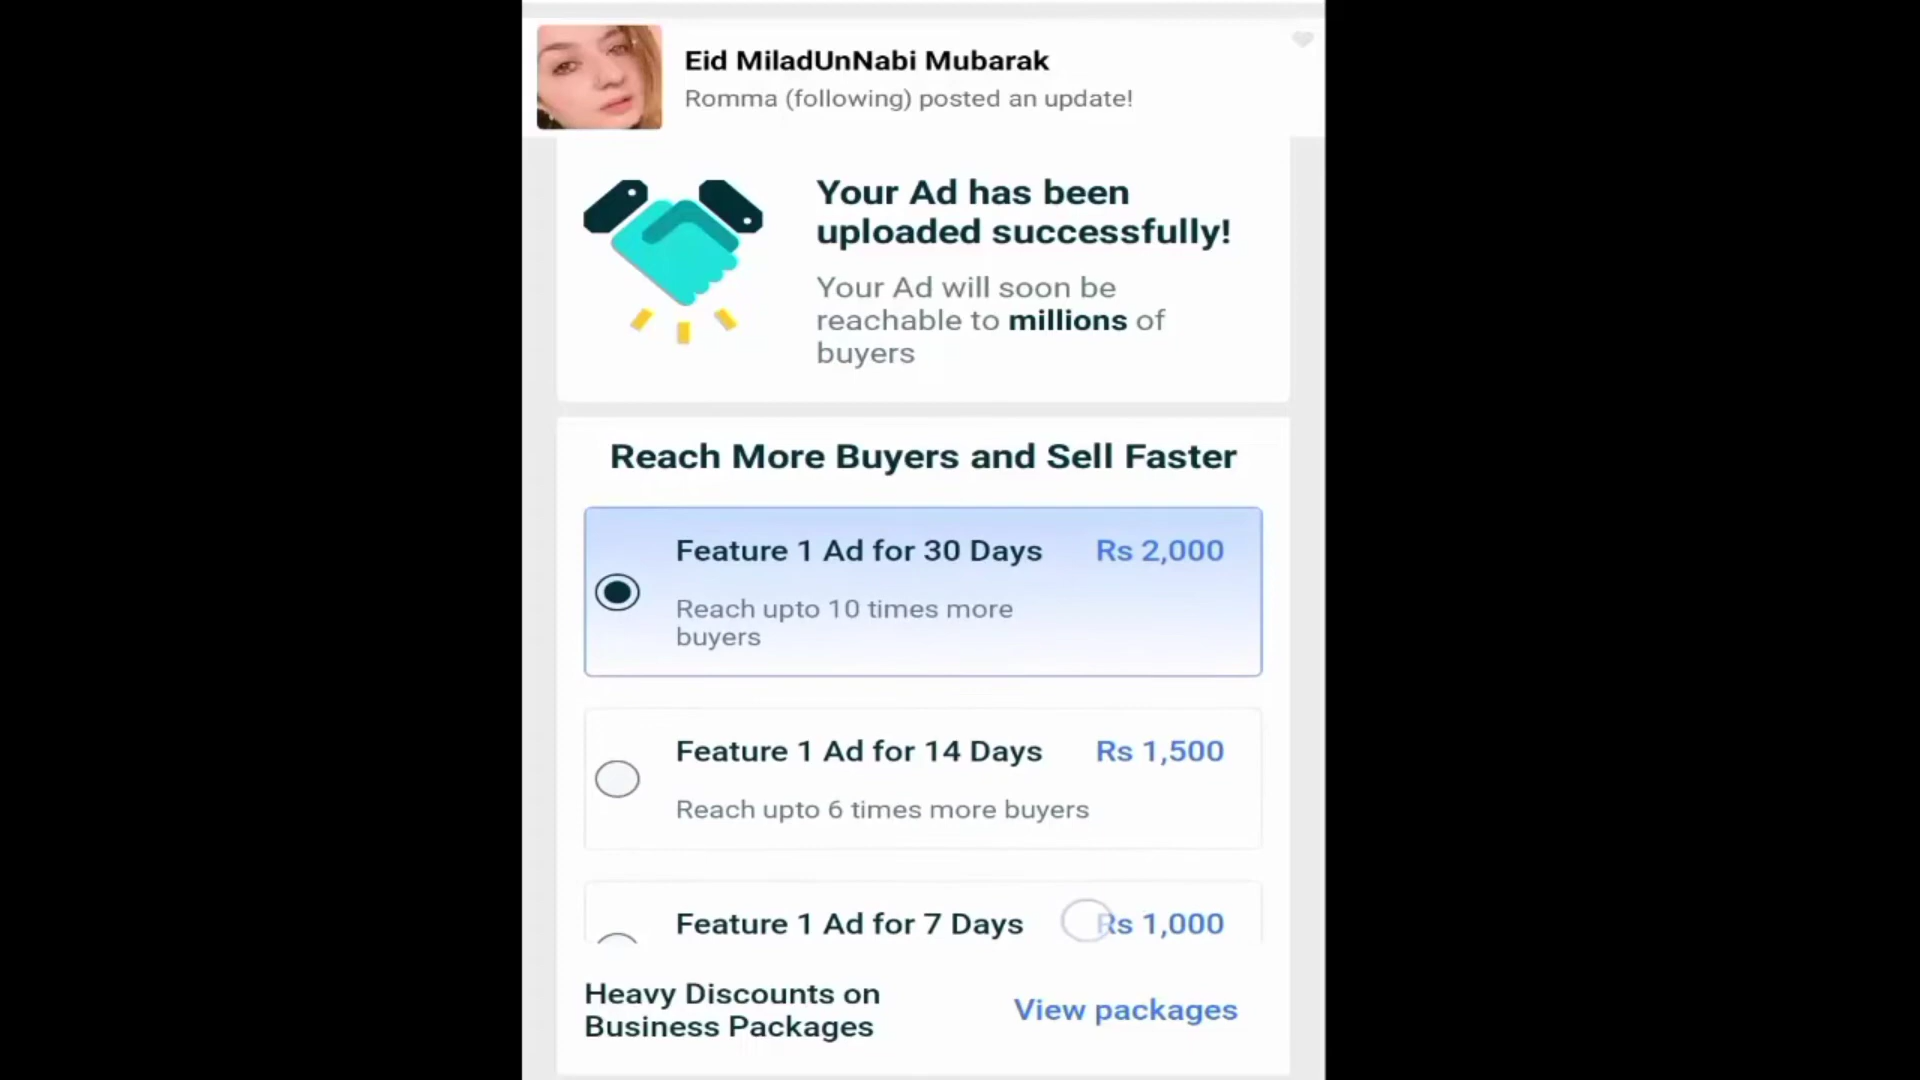 Eid MiladUnNabi Mubarak
Romma (following) posted an update!
Your Ad has been
uploaded successfully!
Your Ad will soon be
reachable to millions of
buyers
Reach More Buyers and Sell Faster
Feature 1 Ad for 30 Days Rs 2,000
Reach upto 10 times more
buyers
Feature 1 Ad for 14 Days Rs 1,500
Reach upto 6 times more buyers
Feature 1 Ad for 7 Days Rs 1,000
Heavy Discounts on
Business Packages
View packages